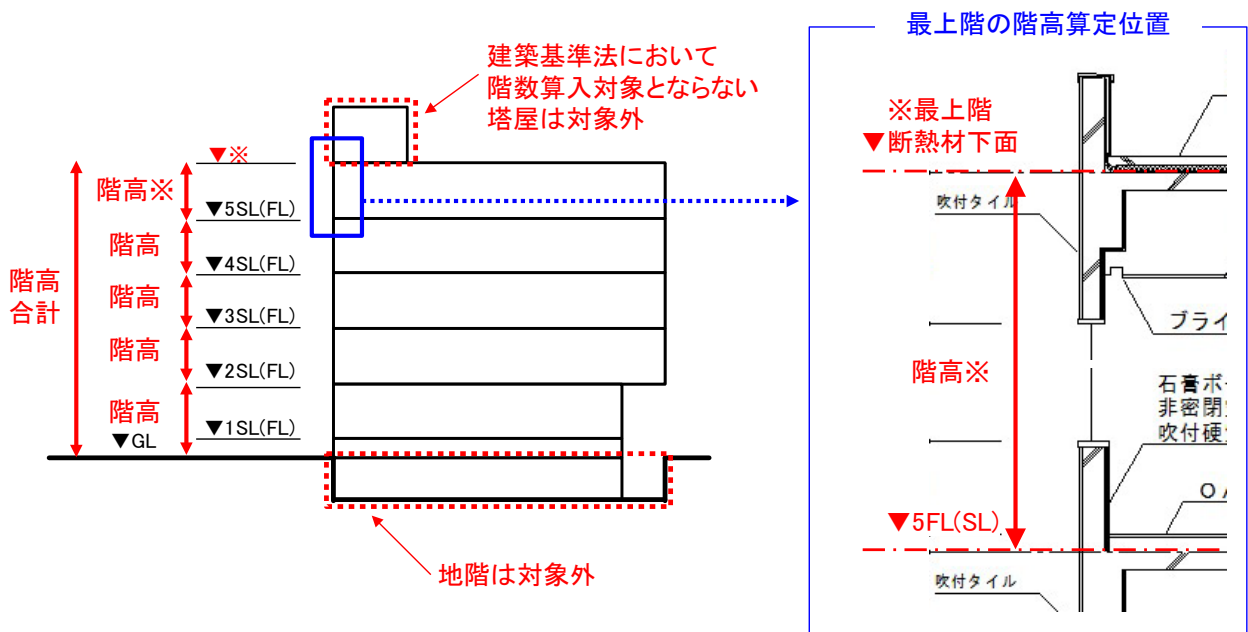 建築基準法において
階数算入対象とならない
塔屋は対象外
▼※
階高※
▼5SL(FL)
階高
▼4SL(FL)
階高
▼3SL(FL)
階高
▼2SL(FL)
階高
▼1SL(FL)
▼GL
階高
合計
地階は対象外
最上階の階高算定位置
※最上階
▼断熱材下面
吹付タイル
ブライ
階高※
石膏ボ
非密閉
吹付硬
OA
▼5FL(SL)
吹付タイル